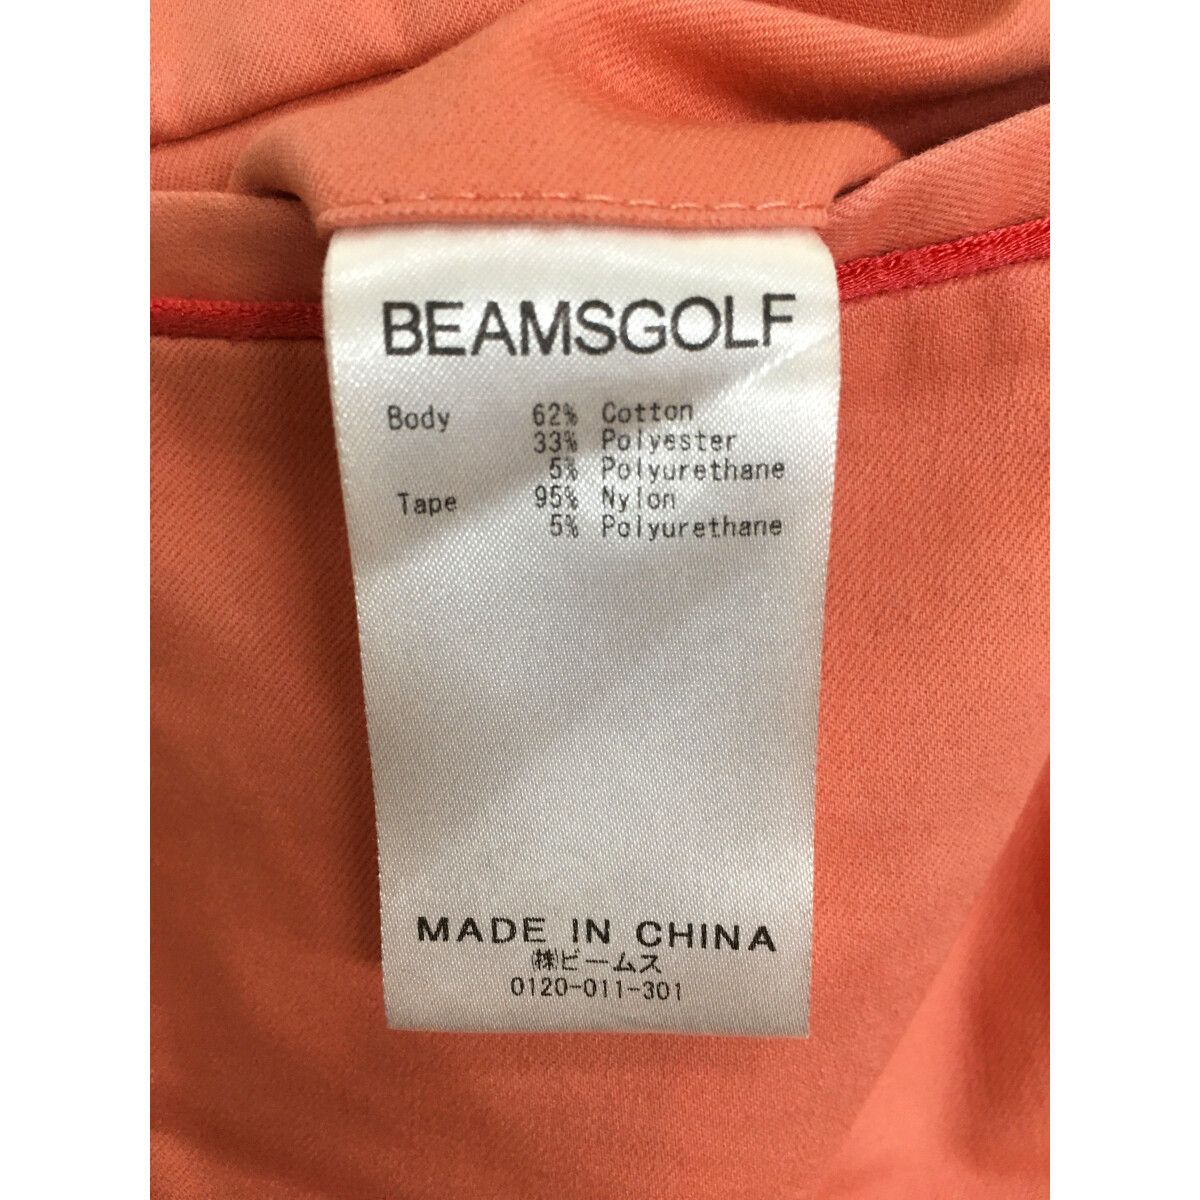 BEAMSGOLF
Body 62% Cotton
33% Polyester
5% Polyurethane
Tape 95% Nylon
5% Polyurethane
MADE IN CHINA
㈱ビームス
0120-011-301